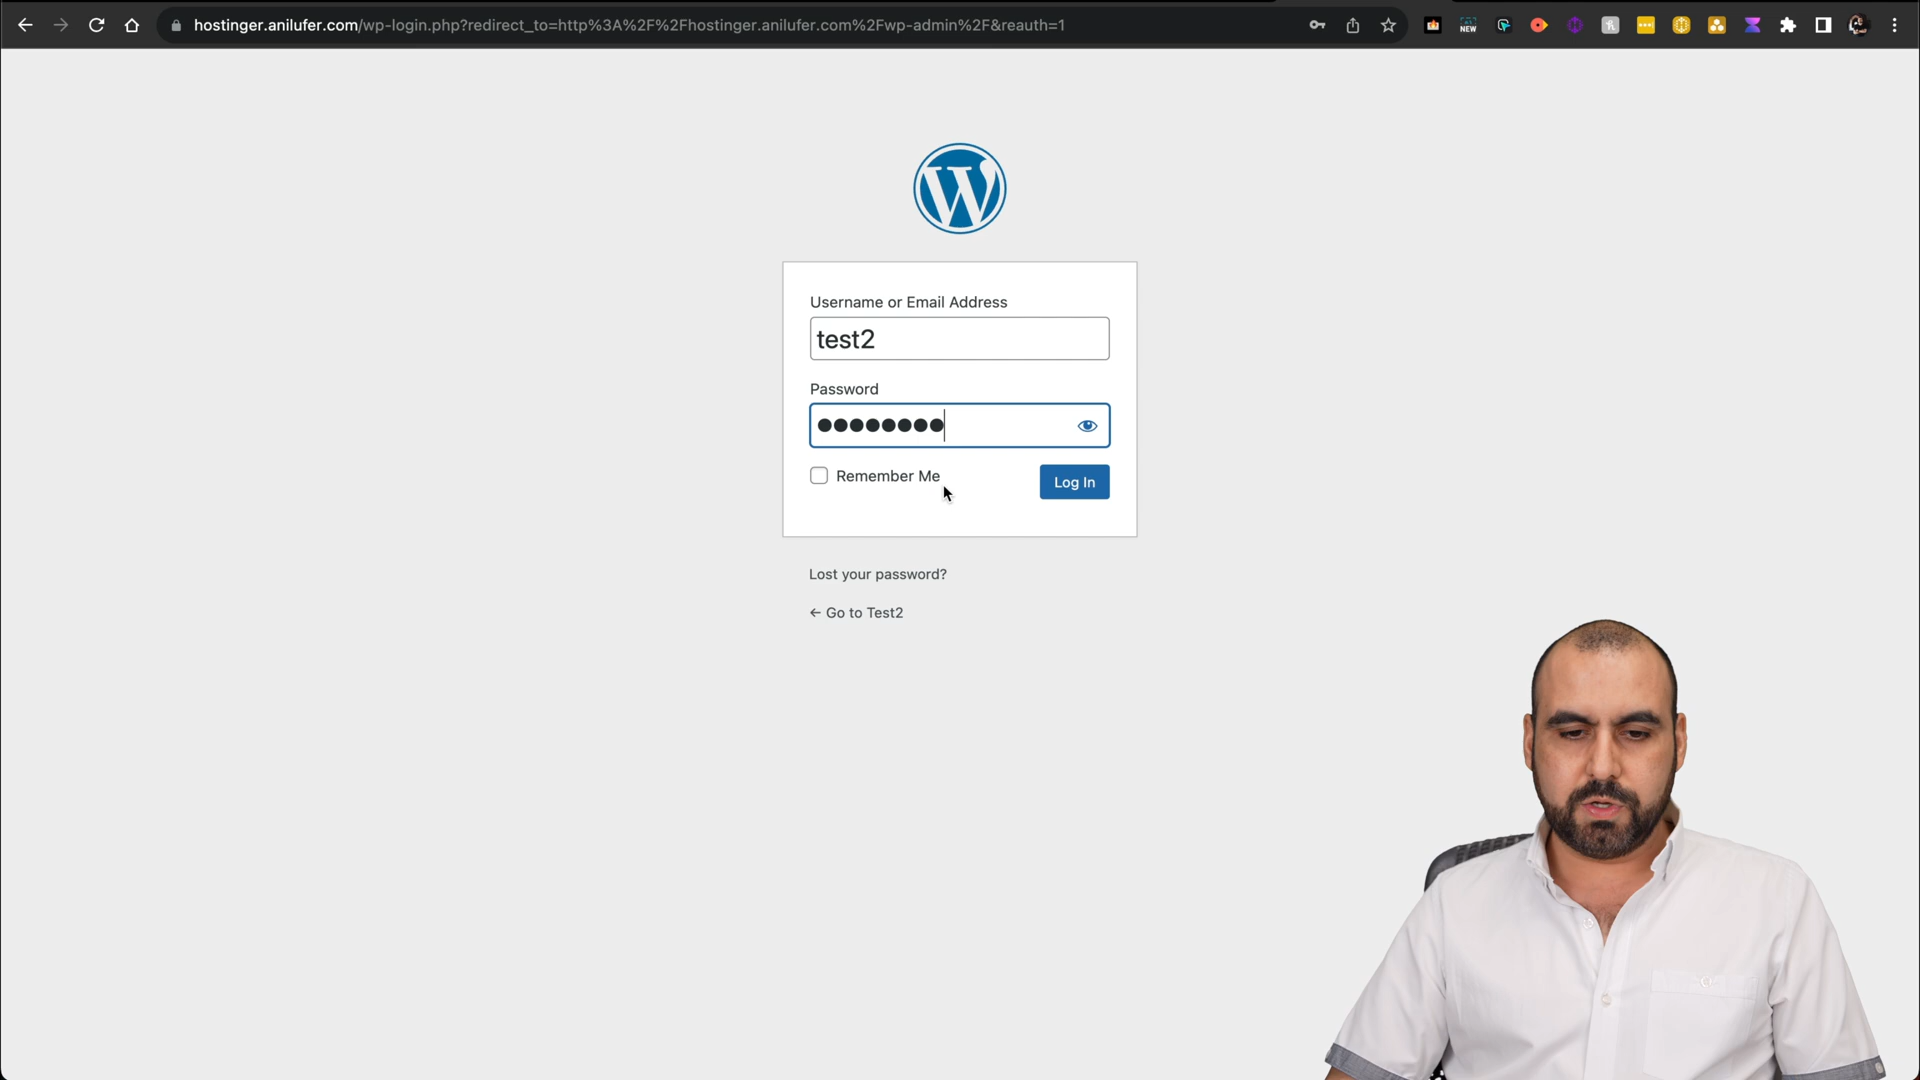 hostinger.anilufer.com/wp-login.php?redirect_to=http%3A%2F%2Fhostinger.anilufer.com%2Fwp-admin%2F&reauth=1
NEW
W
Username or Email Address
test2
Password
Remember Me
Log In
Lost your password?
← Go to Test2